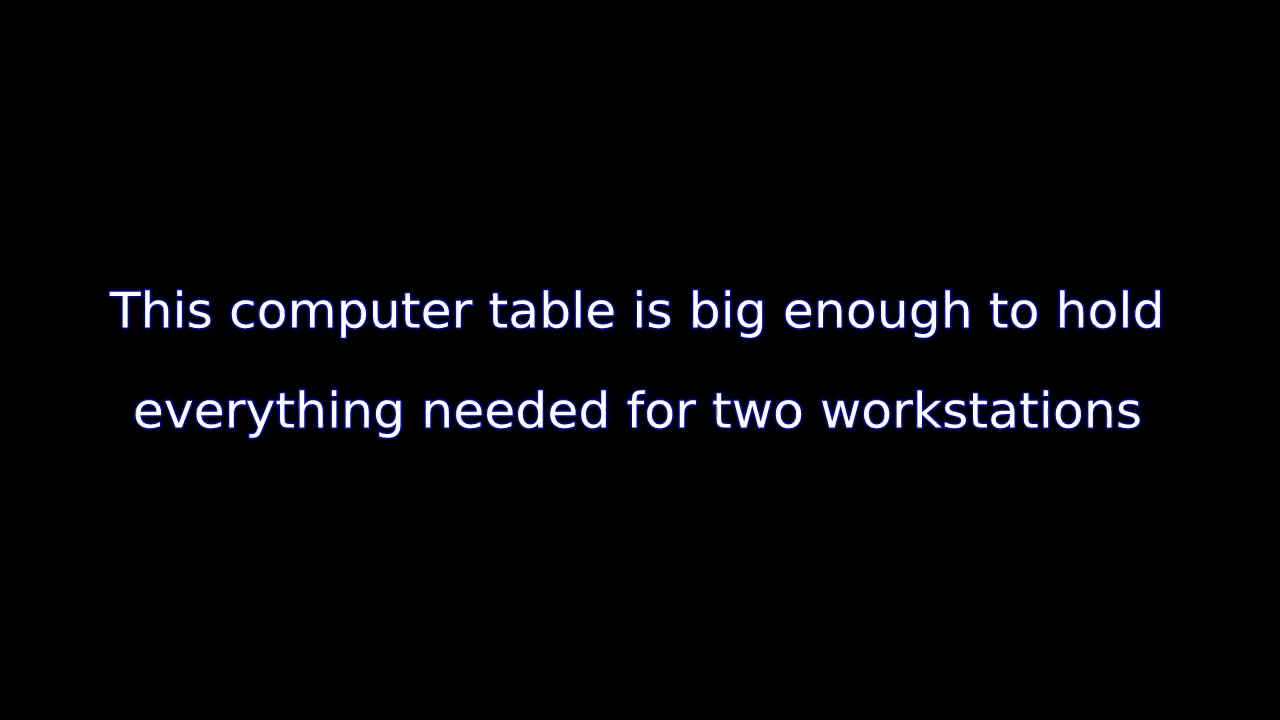 This computer table is big enough to hold
everything needed for two workstations